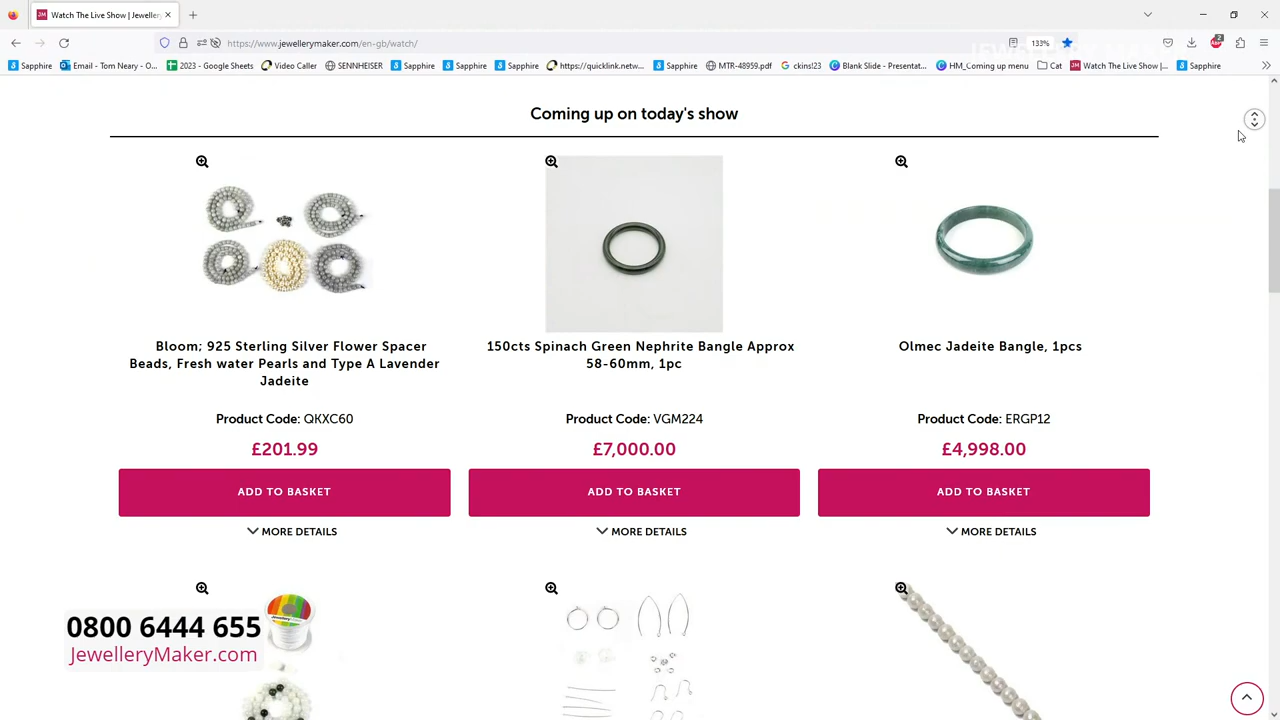 Watch The Live Show | Jewellery
https://www.jewellerymaker.com/en-gb/watch/
133%
2
Sapphire
Email - Tom Neary - O...
2023 - Google Sheets
Video Caller
SENNHEISER
Sapphire
Sapphire
https://quicklink.netw...
Sapphire
MTR-48959.pdf
ckins!23
Blank Slide - Presentat...
HM_Coming up menu
Cat
Watch The Live Show |...
Sapphire
Coming up on today's show
Bloom; 925 Sterling Silver Flower Spacer
Beads, Fresh water Pearls and Type A Lavender
Jadeite
Product Code: QKXC60
£201.99
ADD TO BASKET
MORE DETAILS
150cts Spinach Green Nephrite Bangle Approx
58-60mm, 1pc
Product Code: VGM224
£7,000.00
ADD TO BASKET
MORE DETAILS
Olmec Jadeite Bangle, 1pcs
Product Code: ERGP12
£4,998.00
ADD TO BASKET
MORE DETAILS
0800 6444 655
JewelleryMaker.com